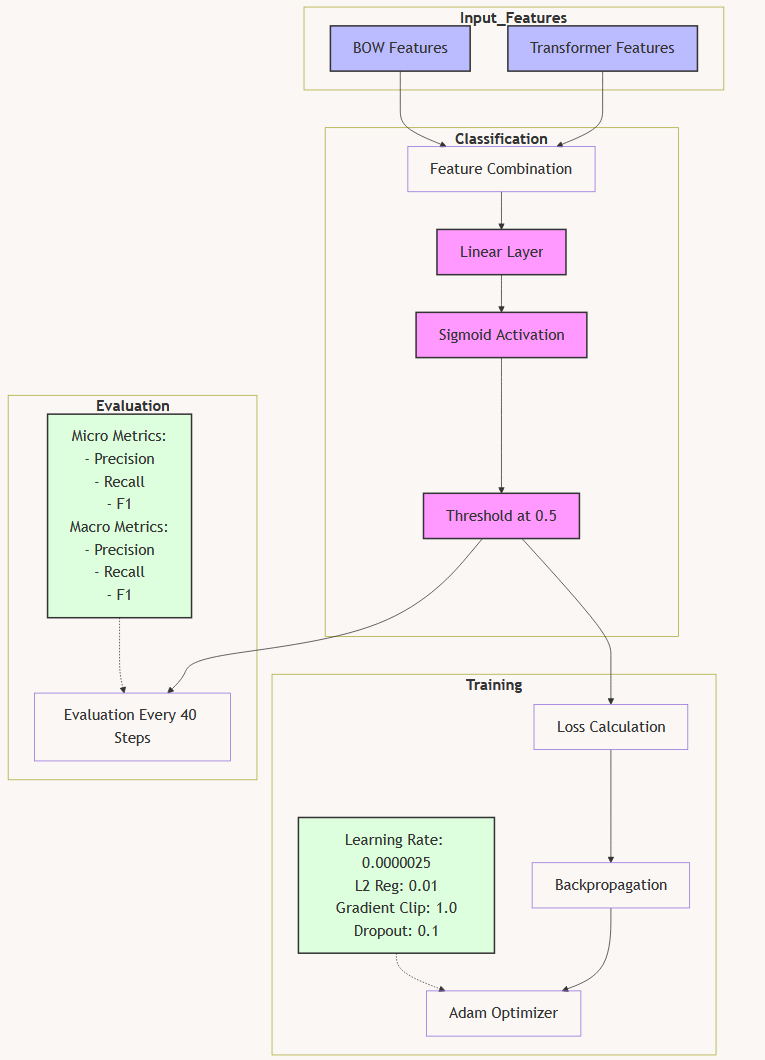 Input_Features
BOW Features
Transformer Features
Classification
Feature Combination
Linear Layer
Sigmoid Activation
Threshold at 0.5
Evaluation
Micro Metrics:
- Precision
- Recall
- F1
Macro Metrics:
- Precision
- Recall
- F1
Evaluation Every 40
Steps
Training
Loss Calculation
Learning Rate:
0.0000025
L2 Reg: 0.01
Gradient Clip: 1.0
Dropout: 0.1
Backpropagation
Adam Optimizer